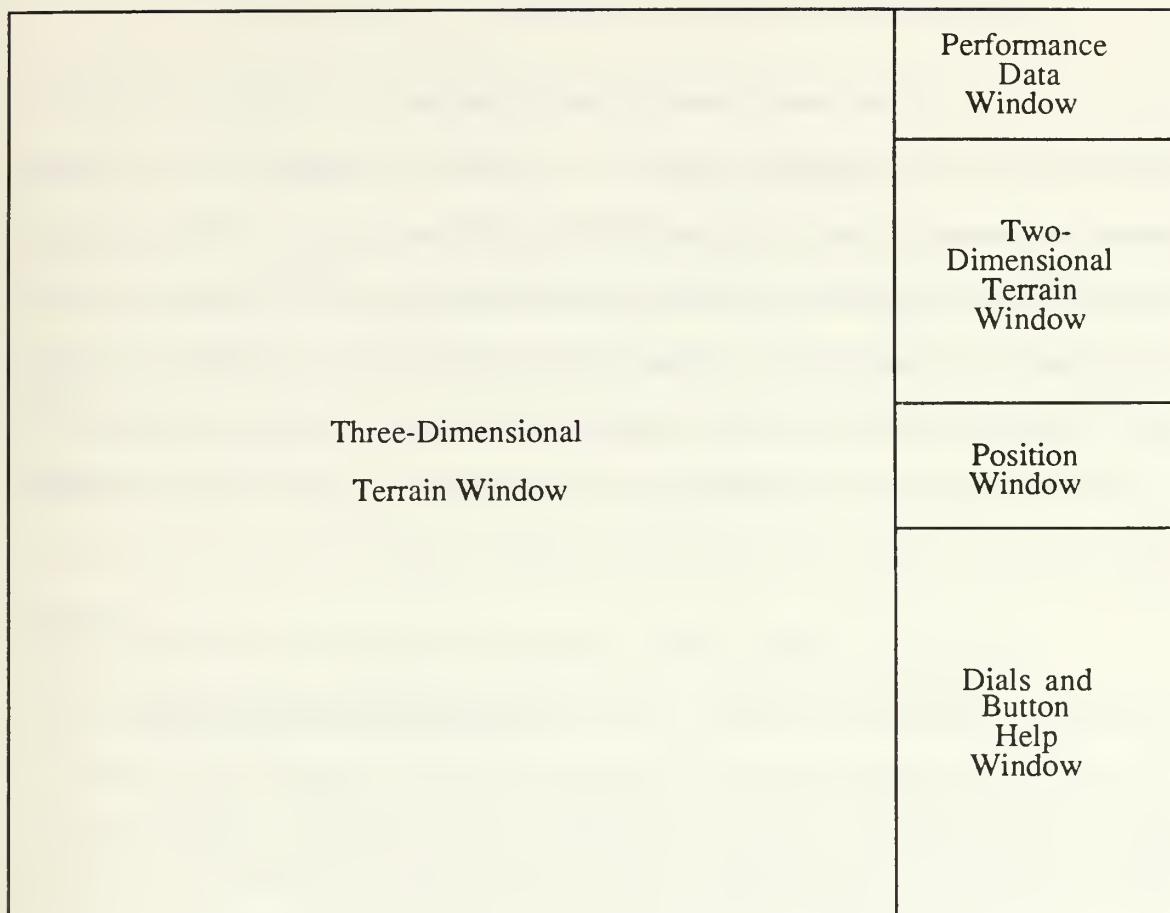 Performance
Data
Window
Two-
Dimensional
Terrain
Window
Three-Dimensional
Terrain Window
Position
Window
Dials and
Button
Help
Window